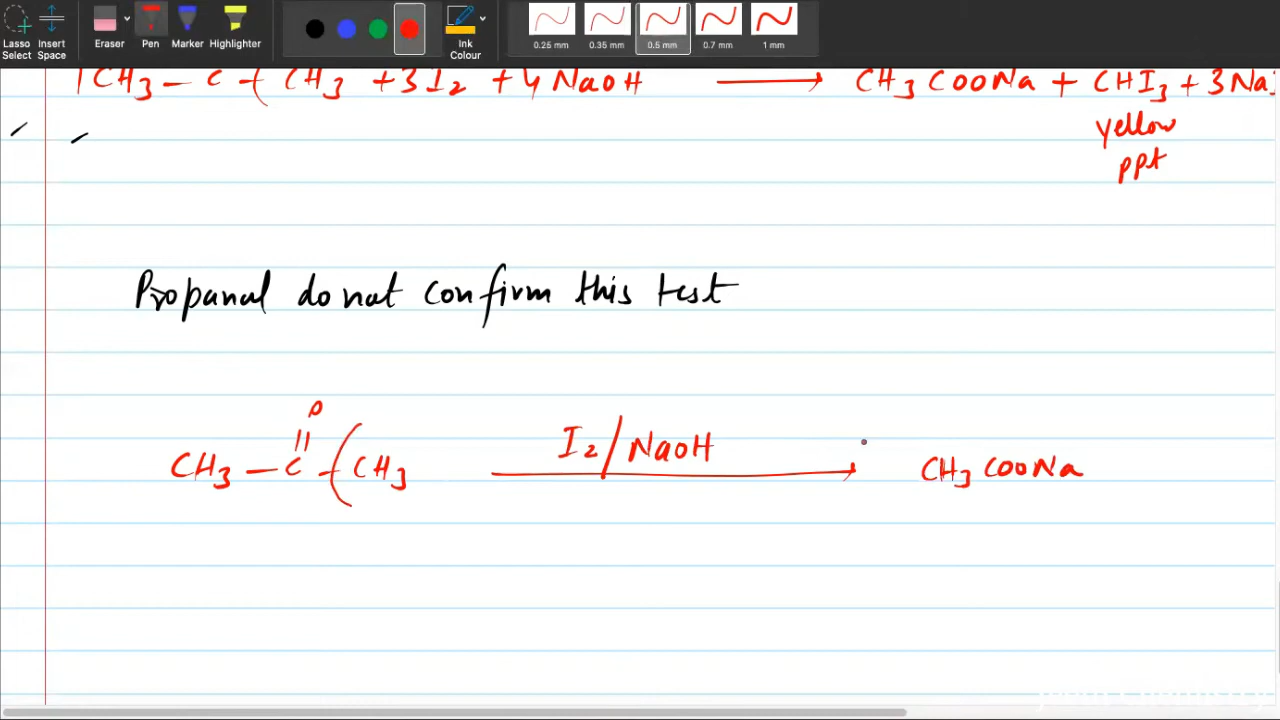 Lasso Select
Insert Space
Eraser
Pen
Marker
Highlighter
Ink Colour
0.25 mm
0.35 mm
0.5 mm
0.7 mm
1 mm
CH3 – C – ( CH3 + 3I2 + 4NaOH ⟶ CH3COONa + CHI3 + 3Na
yellow
ppt
Propanal do not confirm this test
O
I2/NaOH
CH3 – C – ( CH3 ⟶ CH3COONa